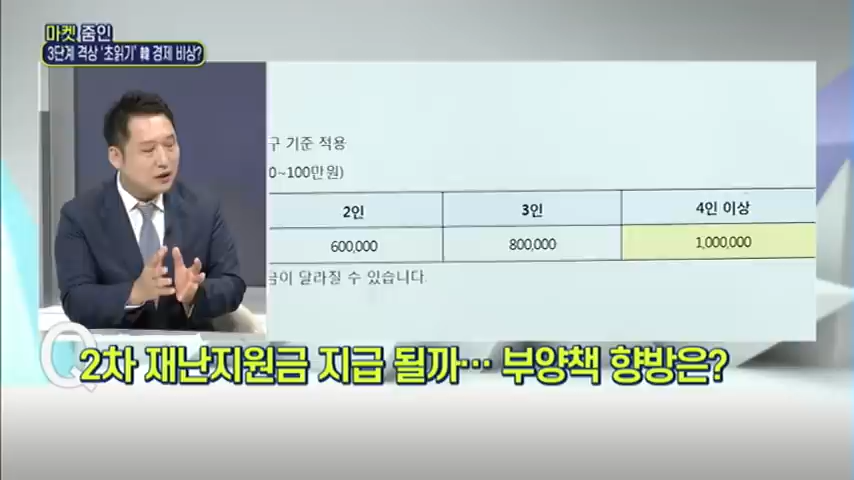 마켓 줌인
3단계 격상 '초읽기' 韓 경제 비상?
구 기준 적용
0~100만원)
2인 3인 4인 이상
600,000 800,000 1,000,000
금이 달라질 수 있습니다.
Q 2차 재난지원금 지급 될까… 부양책 향방은?